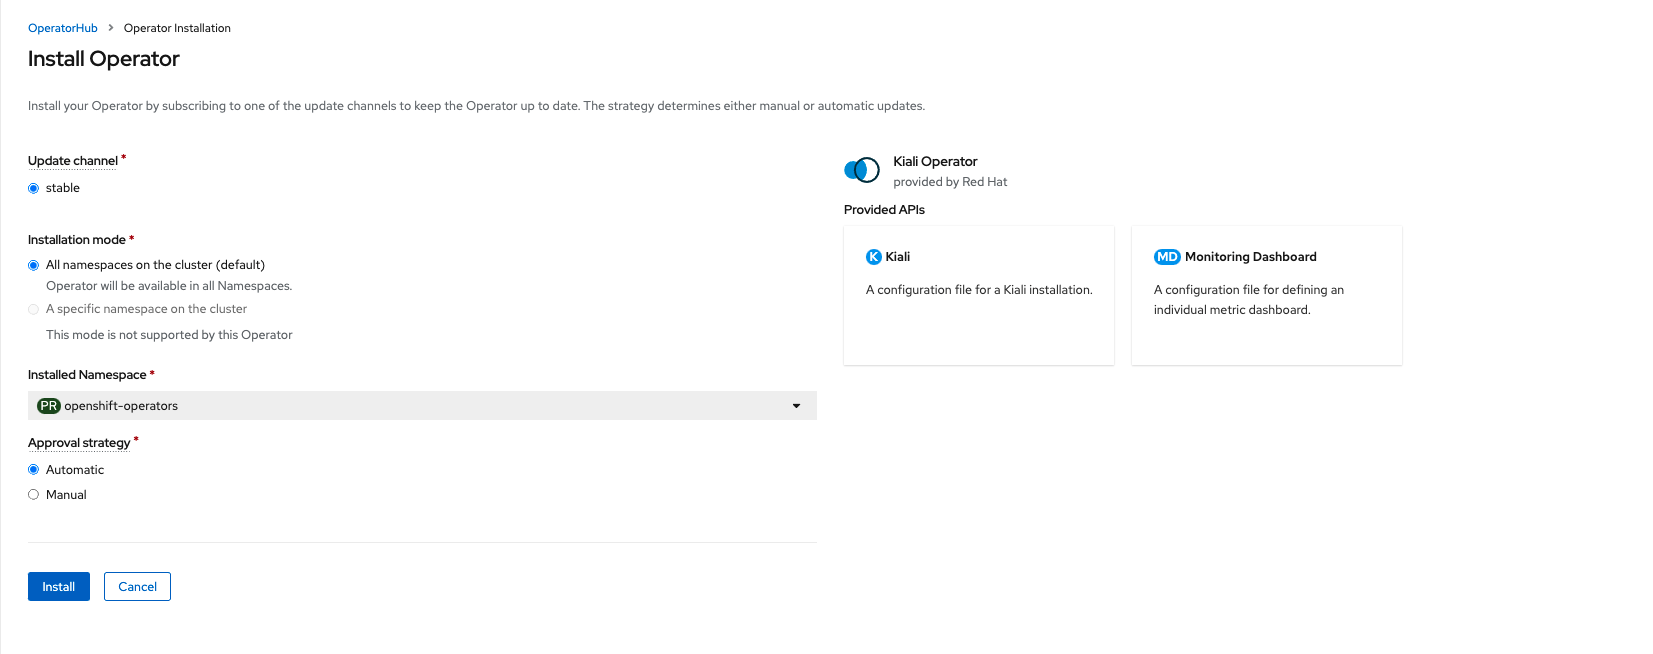 OperatorHub > Operator Installation
Install Operator
Install your Operator by subscribing to one of the update channels to keep the Operator up to date. The strategy determines either manual or automatic updates.
Update channel *
stable
Installation mode *
All namespaces on the cluster (default)
Operator will be available in all Namespaces.
A specific namespace on the cluster
This mode is not supported by this Operator
Installed Namespace *
PR openshift-operators
Approval strategy *
Automatic
Manual
Install Cancel
Kiali Operator
provided by Red Hat
Provided APIs
K Kiali
A configuration file for a Kiali installation.
MD Monitoring Dashboard
A configuration file for defining an
individual metric dashboard.